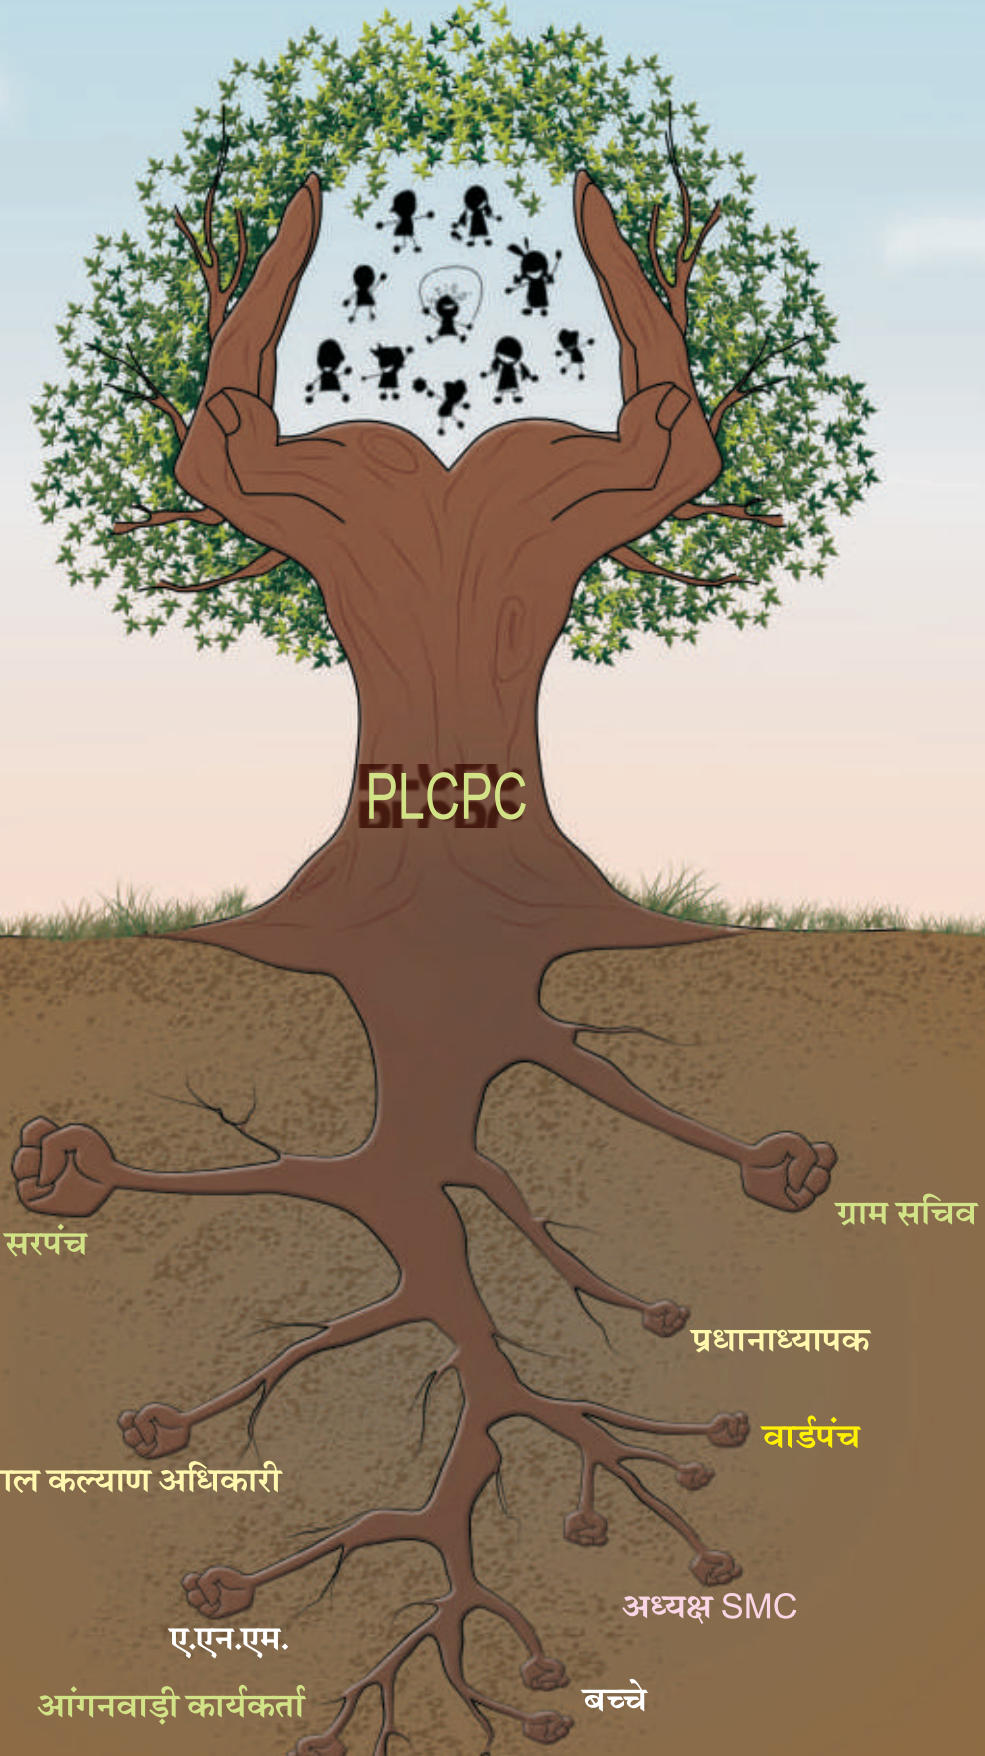 PLCPC
ग्राम सचिव
सरपंच
प्रधानाध्यापक
वार्डपंच
कल्याण अधिकारी
अध्यक्ष SMC
ए.एन.एम.
बच्चे
आंगनवाड़ी कार्यकर्ता